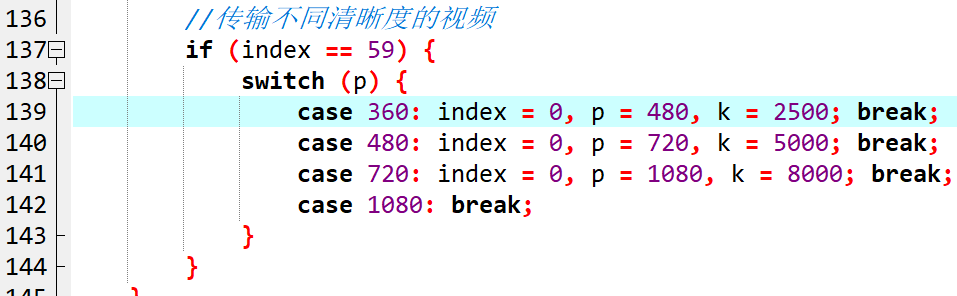 136 //传输不同清晰度的视频
137 if (index == 59) {
138 switch (p) {
139 case 360: index = 0, p = 480, k = 2500; break;
140 case 480: index = 0, p = 720, k = 5000; break;
141 case 720: index = 0, p = 1080, k = 8000; break;
142 case 1080: break;
143 }
144 }
145 }